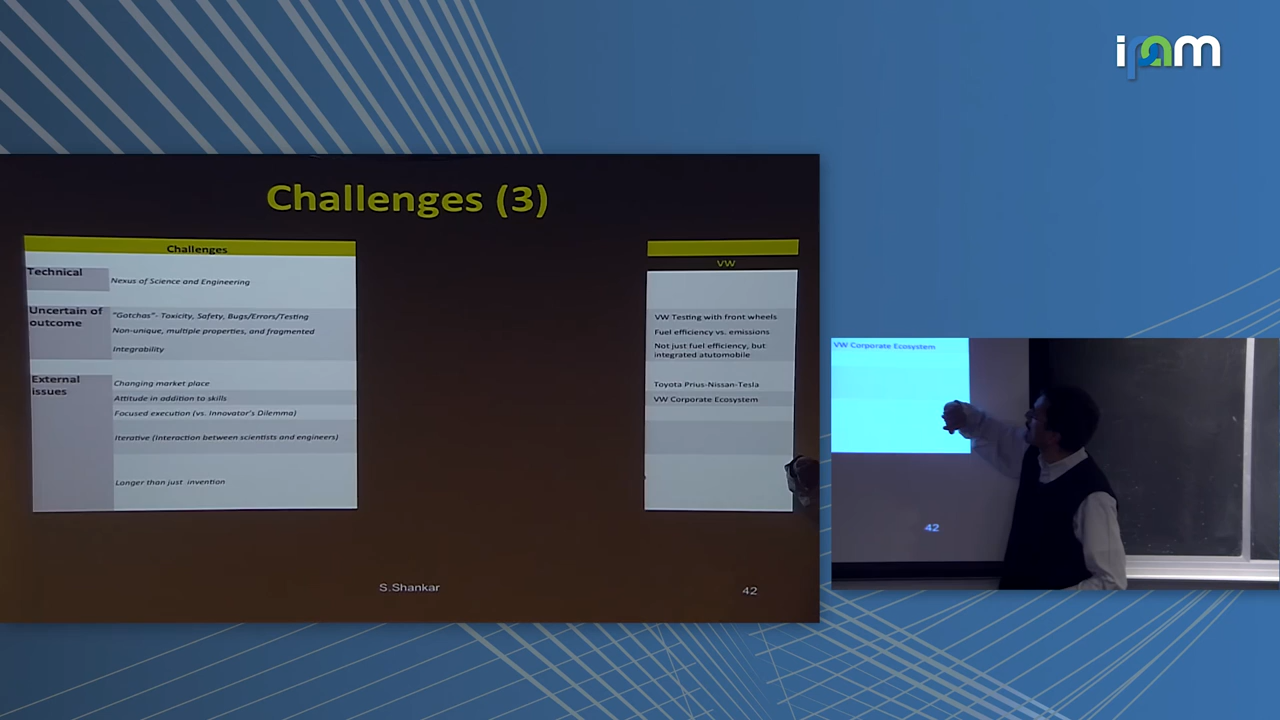 ipam
Challenges (3)
Challenges
Technical
Nexus of Science and Engineering
Uncertain of
outcome
"Gotchas"- Toxicity, Safety, Bugs/Errors/Testing
Non-unique, multiple properties, and fragmented
Integrability
External
issues
Changing market place
Attitude in addition to skills
Focused execution (vs. Innovator's Dilemma)
Iterative (Interaction between scientists and engineers)
Longer than just invention
VW
VW Testing with front wheels
Fuel efficiency vs. emissions
Not just fuel efficiency, but
integrated atutomobile
Toyota Prius-Nissan-Tesla
VW Corporate Ecosystem
S.Shankar
42
VW Corporate Ecosystem
42